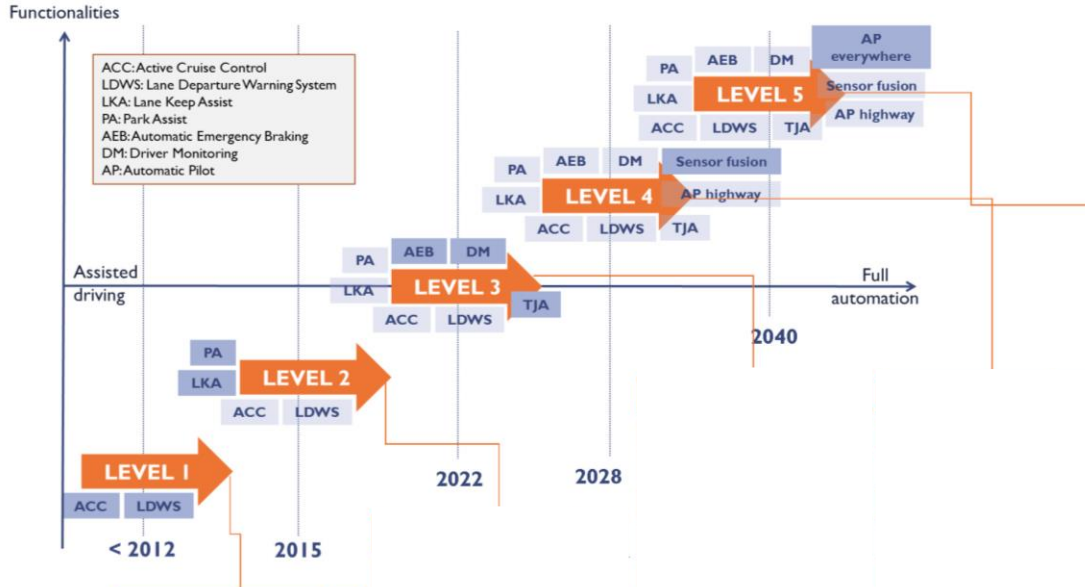 Functionalities
ACC: Active Cruise Control
LDWS: Lane Departure Warning System
LKA: Lane Keep Assist
PA: Park Assist
AEB: Automatic Emergency Braking
DM: Driver Monitoring
AP: Automatic Pilot
AP
everywhere
PA
AEB
DM
Sensor fusion
LKA
LEVEL 5
AP highway
ACC
LDWS
TJA
PA
AEB
DM
Sensor fusion
LKA
LEVEL 4
AP highway
ACC
LDWS
TJA
PA
AEB
DM
LKA
LEVEL 3
TJA
ACC
LDWS
Assisted
driving
Full
automation
2040
PA
LKA
LEVEL 2
ACC
LDWS
LEVEL 1
ACC
LDWS
2022
2028
< 2012
2015